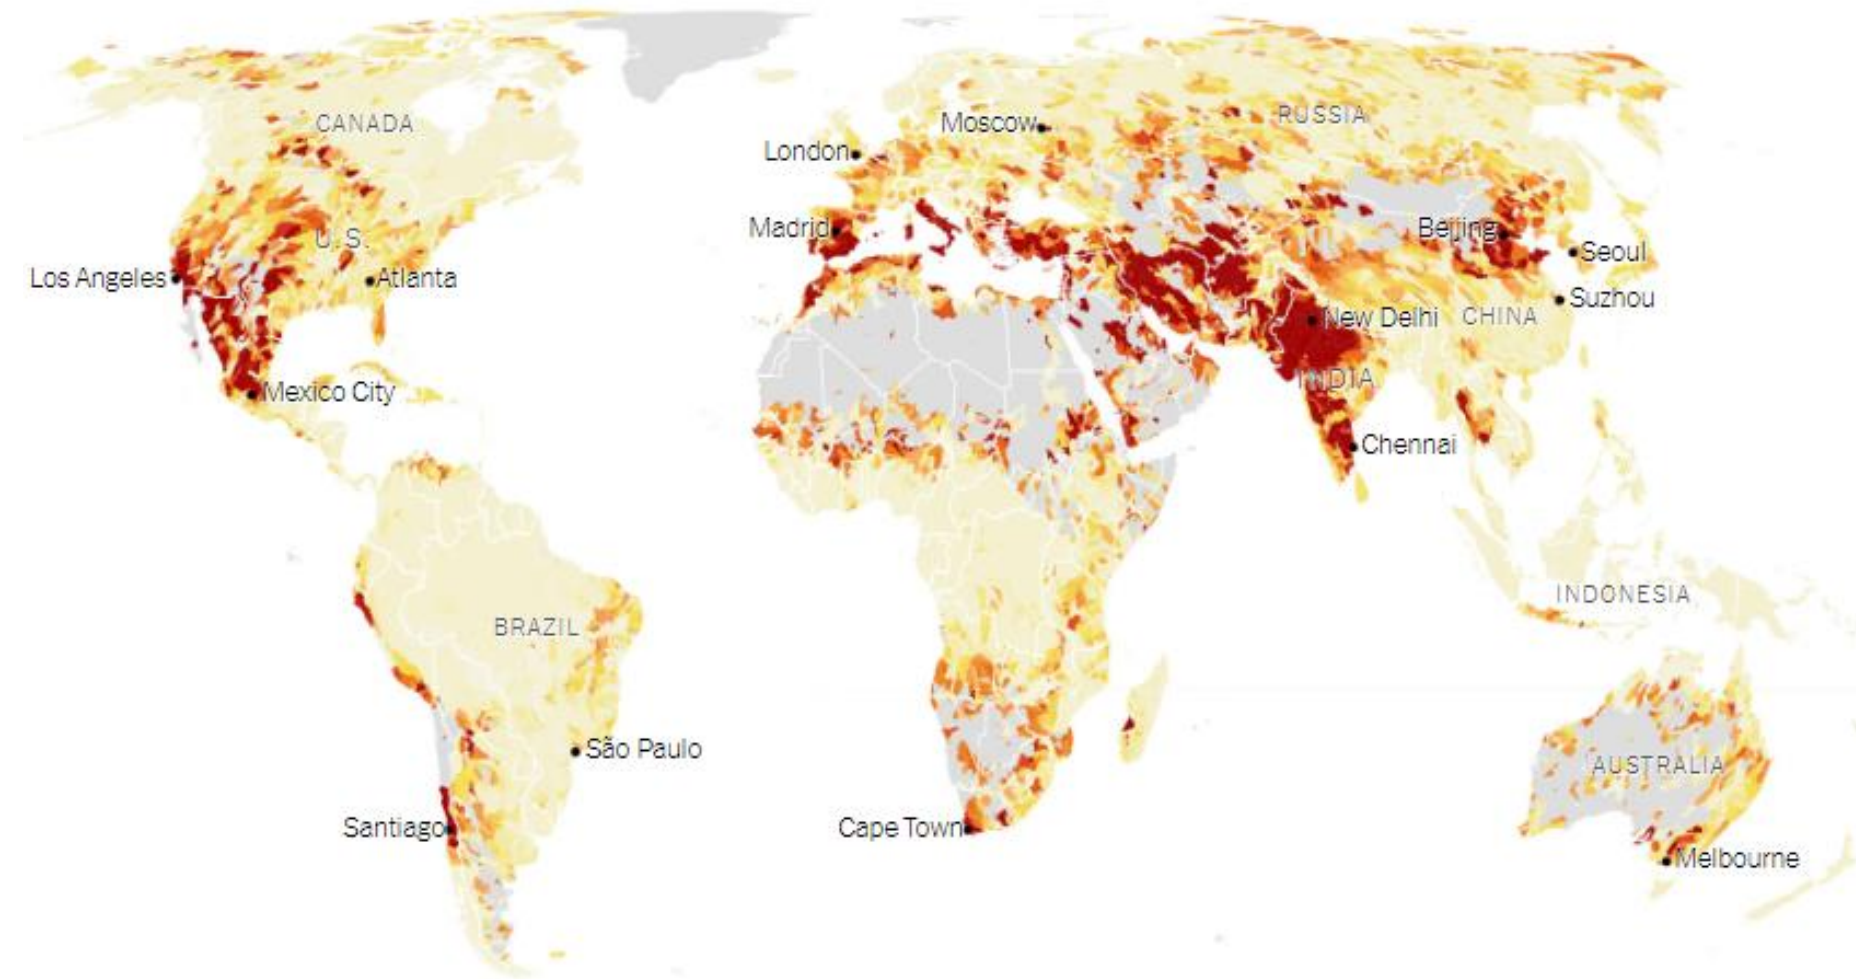 CANADA
Moscow
RUSSIA
London
Madrid
U.S.
Beijing
Seoul
Los Angeles
Atlanta
Suzhou
New Delhi
CHINA
INDIA
Mexico City
Chennai
INDONESIA
BRAZIL
São Paulo
AUSTRALIA
Santiago
Cape Town
Melbourne